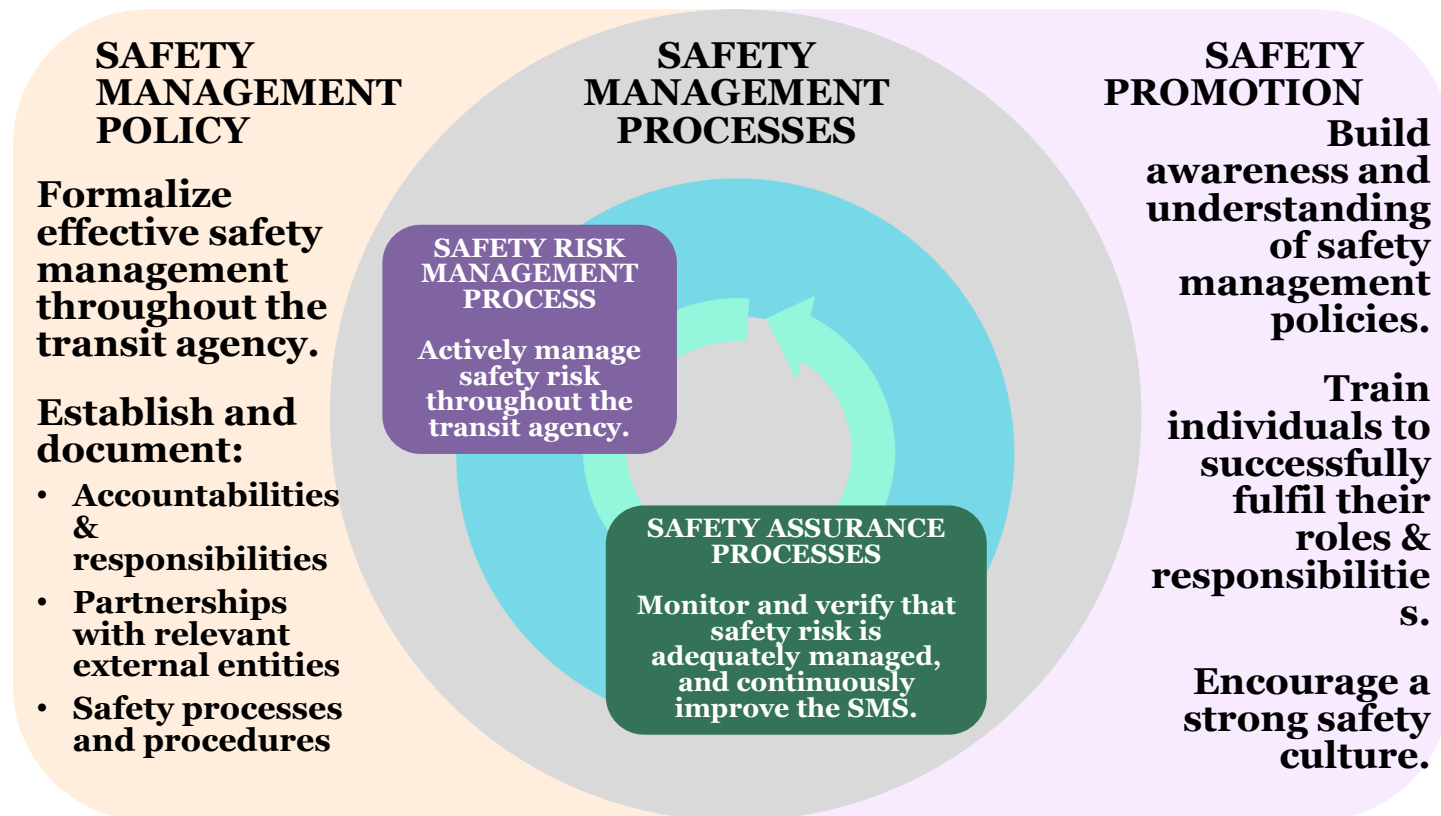 SAFETY
MANAGEMENT
POLICY
Formalize
effective safety
management
throughout the
transit agency.
Establish and
document:
• Accountabilities
&
responsibilities
• Partnerships
with relevant
external entities
• Safety processes
and procedures
SAFETY
MANAGEMENT
PROCESSES
SAFETY RISK
MANAGEMENT
PROCESS
Actively manage
safety risk
throughout the
transit agency.
SAFETY ASSURANCE
PROCESSES
Monitor and verify that
safety risk is
adequately managed,
and continuously
improve the SMS.
SAFETY
PROMOTION
Build
awareness and
understanding
of safety
management
policies.
Train
individuals to
successfully
fulfil their
roles &
responsibilitie
s.
Encourage a
strong safety
culture.